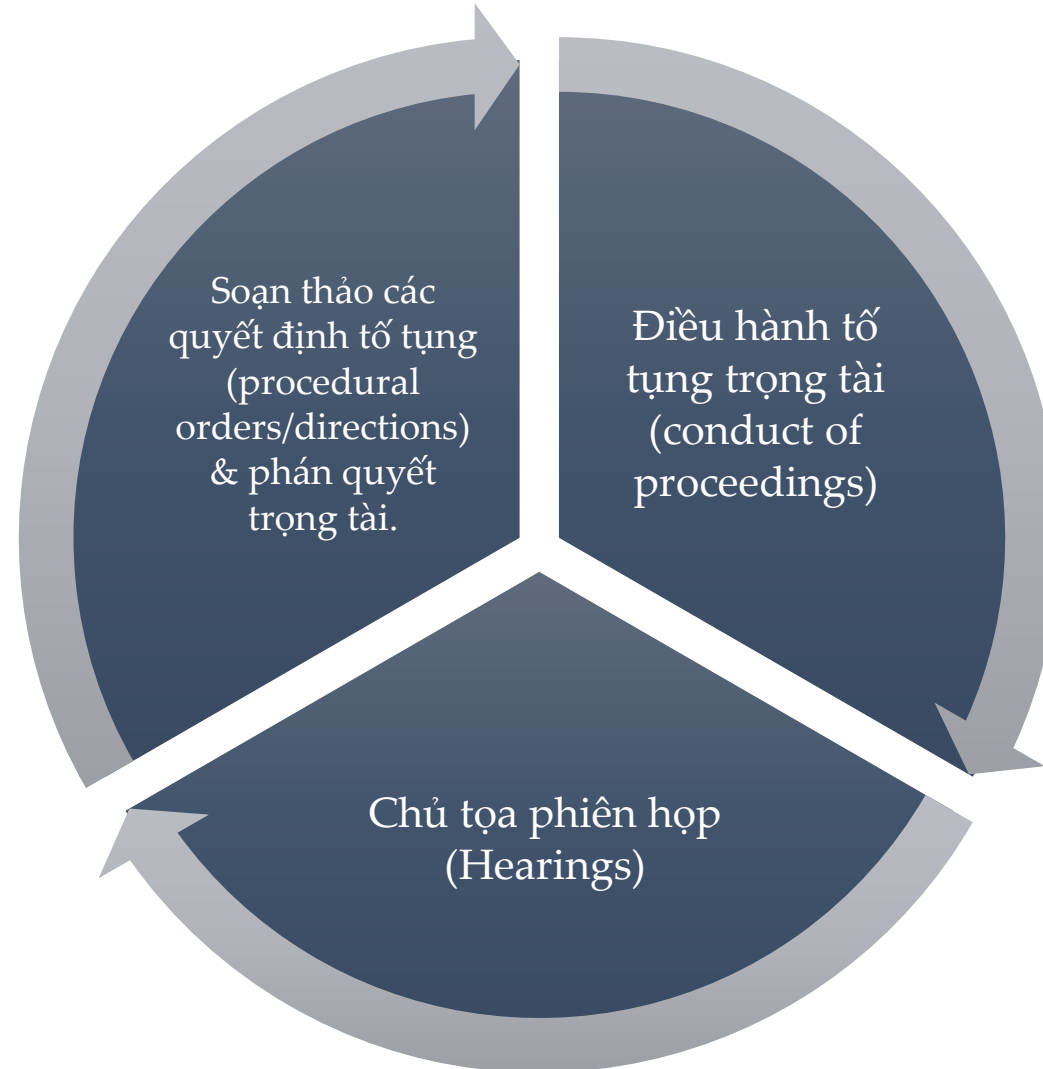 Soạn thảo các
quyết định tố tụng
(procedural
orders/directions)
& phán quyết
trọng tài.
Điều hành tố
tụng trọng tài
(conduct of
proceedings)
Chủ tọa phiên họp
(Hearings)